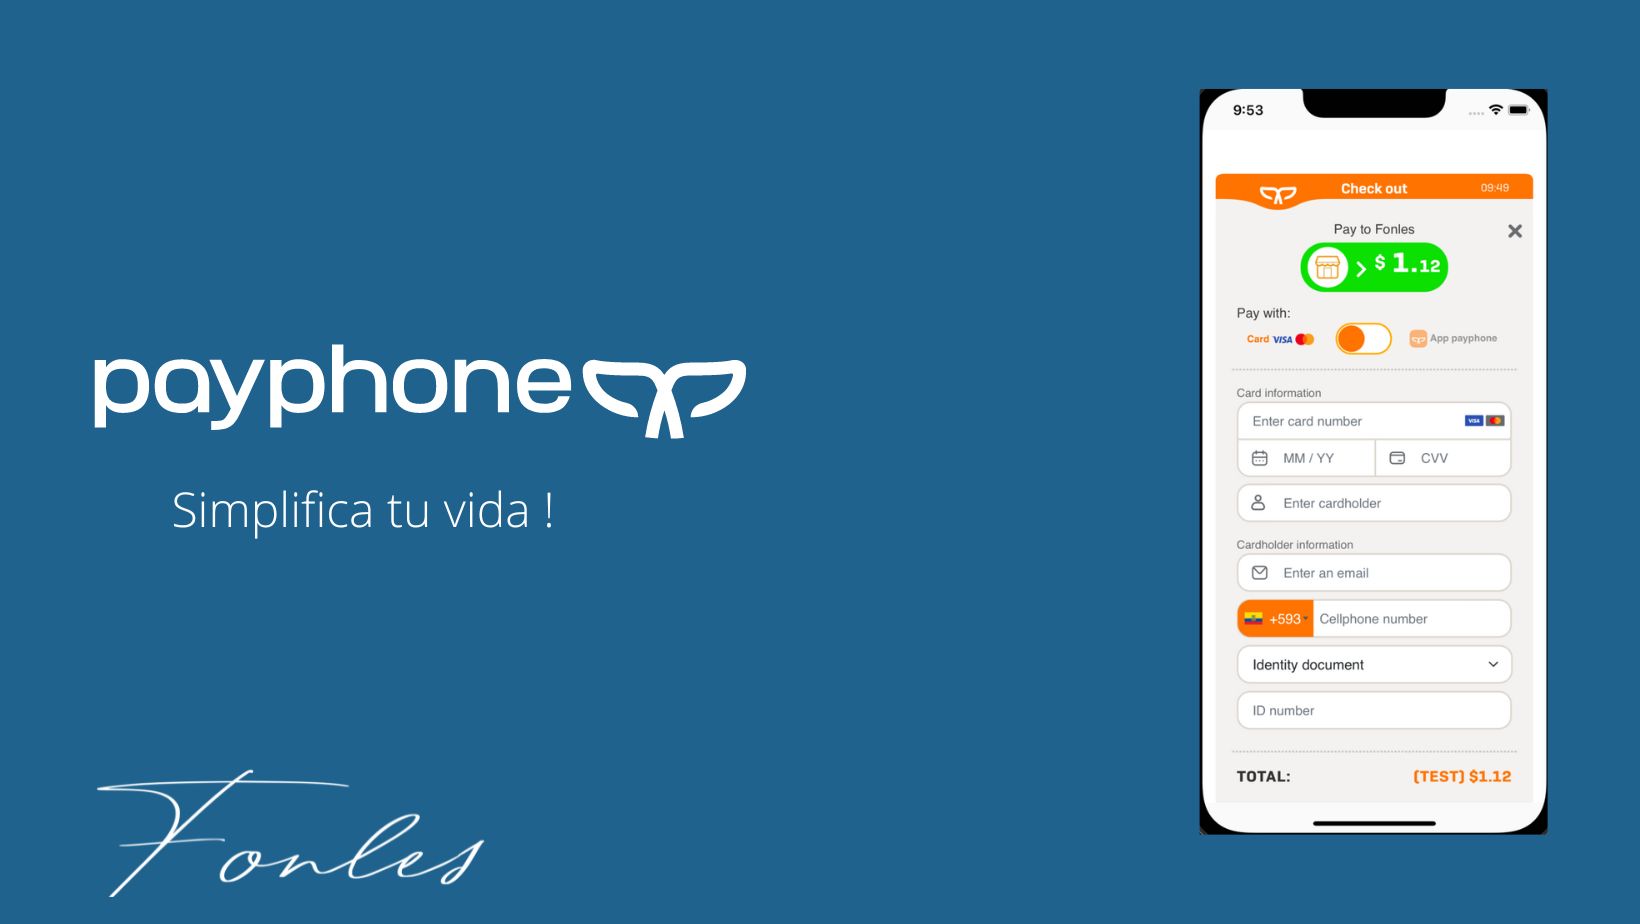 payphone
Simplifica tu vida !
Fonles
9:53
Check out
09:49
Pay to Fonles
$ 1.12
Pay with:
Card VISA
App payphone
Card information
Enter card number VISA
MM / YY
CVV
Enter cardholder
Cardholder information
Enter an email
+593 Cellphone number
Identity document
ID number
TOTAL: (TEST) $1.12